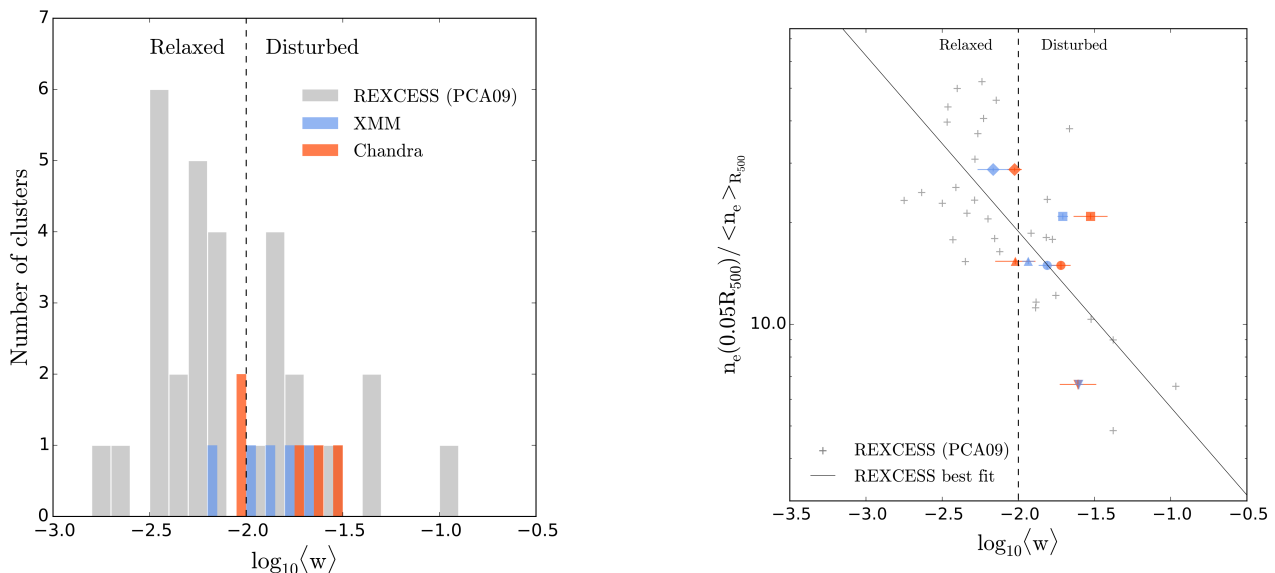 7
6
5
4
3
2
1
0
Number of clusters
Relaxed
Disturbed
REXCESS (PCA09)
XMM
Chandra
−3.0 −2.5 −2.0 −1.5 −1.0 −0.5
log₁₀⟨w⟩
nₑ(0.05R₅₀₀)/ <nₑ >R₅₀₀
10.0
Relaxed
Disturbed
REXCESS (PCA09)
REXCESS best fit
−3.5 −3.0 −2.5 −2.0 −1.5 −1.0 −0.5
log₁₀⟨w⟩